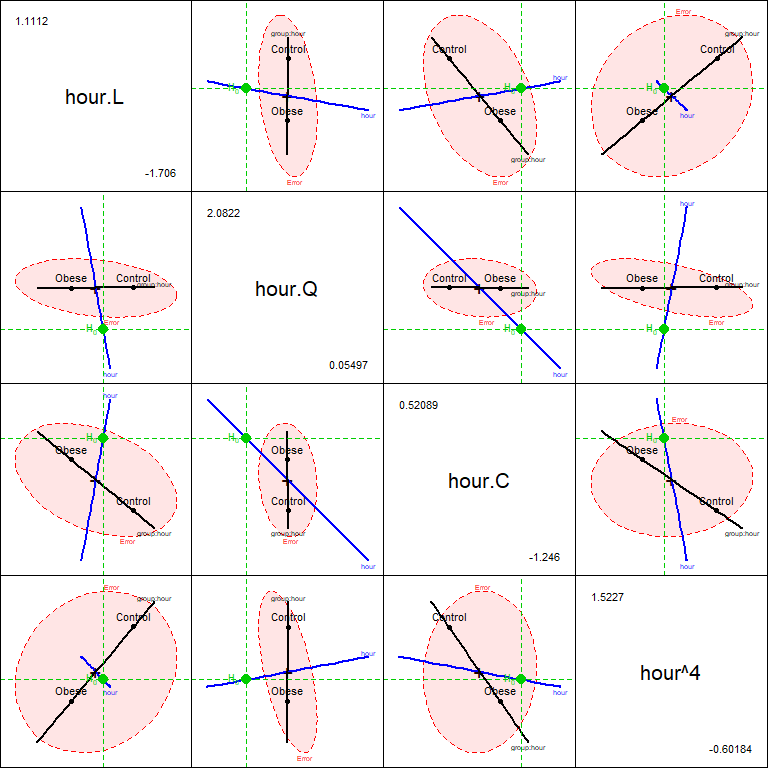 1.1112
hour.L
-1.706
group:hour
Control
H0
Obese
hour
Error
Control
H0
hour
Obese
group:hour
Error
Error
group:hour
Control
H0
Obese
hour
Obese
Control
group:hour
H0
Error
hour
2.0822
hour.Q
0.05497
Control
Obese
group:hour
Error
H0
hour
hour
Obese
Control
group:hour
Error
H0
hour
H0
Obese
Control
group:hour
Error
H0
Obese
Control
group:hour
Error
hour
0.52089
hour.C
-1.246
Error
H0
Obese
Control
group:hour
hour
Error
group:hour
Control
H0
Obese
hour
group:hour
Control
hour
H0
Obese
Error
Error
Control
hour
H0
Obese
group:hour
1.5227
hour^4
-0.60184